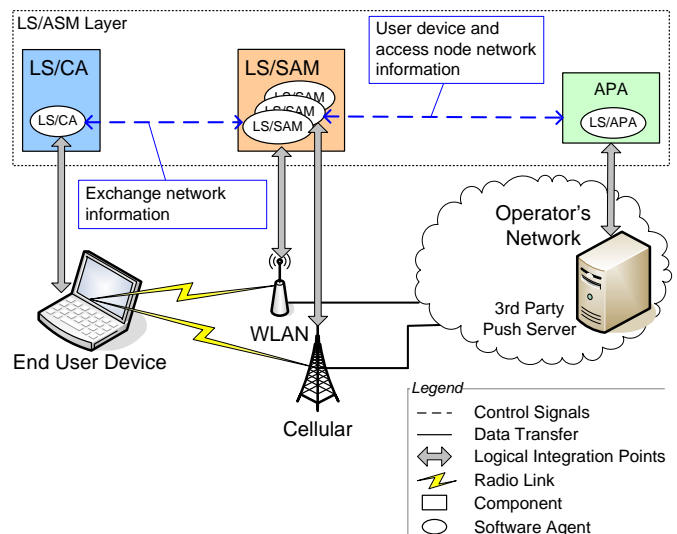 LS/ASM Layer
User device and
access node network
information
LS/CA
LS/SAM
APA
LS/CA
LS/SAM
LS/SAM
LS/SAM
LS/APA
Exchange network
information
Operator's
Network
3rd Party
Push Server
WLAN
End User Device
Cellular
Legend
Control Signals
Data Transfer
Logical Integration Points
Radio Link
Component
Software Agent